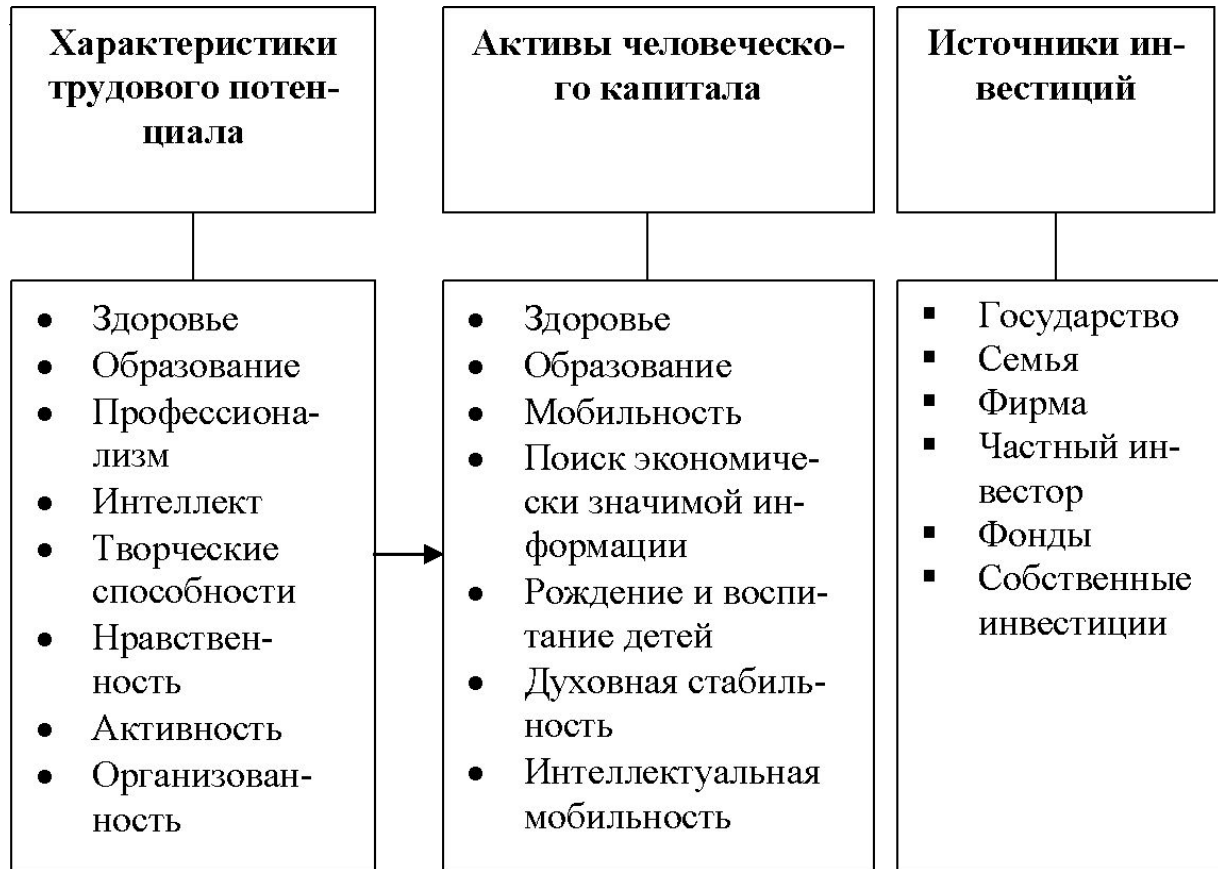 Характеристики
трудового потен-
циала
Активы человеческо-
го капитала
Источники ин-
вестиций
• Здоровье
• Образование
• Профессиона-
лизм
• Интеллект
• Творческие
способности
• Нравствен-
ность
• Активность
• Организован-
ность
• Здоровье
• Образование
• Мобильность
• Поиск экономиче-
ски значимой ин-
формации
• Рождение и воспи-
тание детей
• Духовная стабиль-
ность
• Интеллектуальная
мобильность
▪ Государство
▪ Семья
▪ Фирма
▪ Частный ин-
вестор
▪ Фонды
▪ Собственные
инвестиции